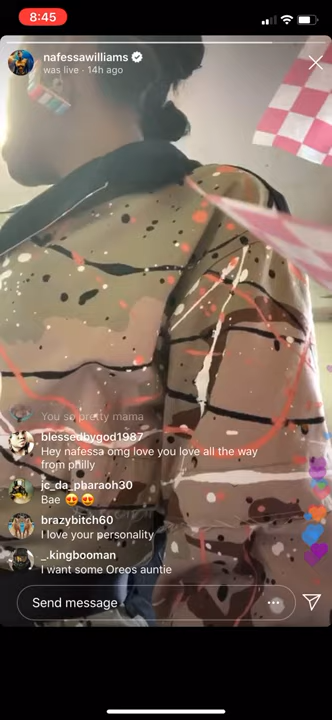 8:45
nafessawilliams
was live · 14h ago
You so pretty mama
blessedbygod1987
Hey nafessa omg love you love all the way
from philly
jc_da_pharaoh30
Bae 😍😍
brazybitch60
I love your personality
_.kingbooman
I want some Oreos auntie
Send message